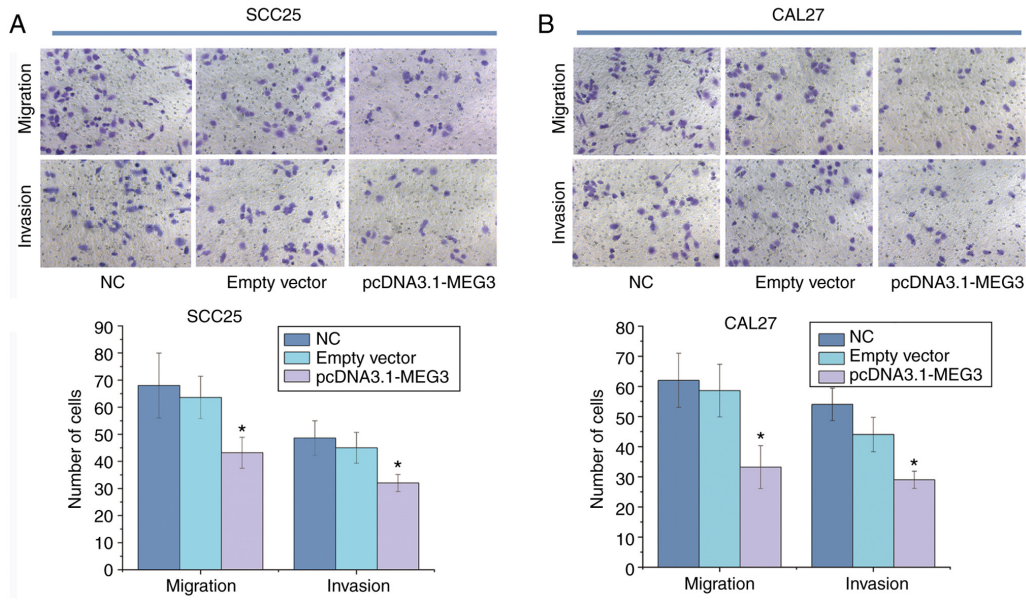 A
SCC25
Migration
Invasion
NC
Empty vector
pcDNA3.1-MEG3
SCC25
90
80
70
60
50
40
30
20
10
0
Number of cells
NC
Empty vector
pcDNA3.1-MEG3
*
*
Migration
Invasion
B
CAL27
Migration
Invasion
NC
Empty vector
pcDNA3.1-MEG3
CAL27
80
70
60
50
40
30
20
10
0
Number of cells
NC
Empty vector
pcDNA3.1-MEG3
*
*
Migration
Invasion